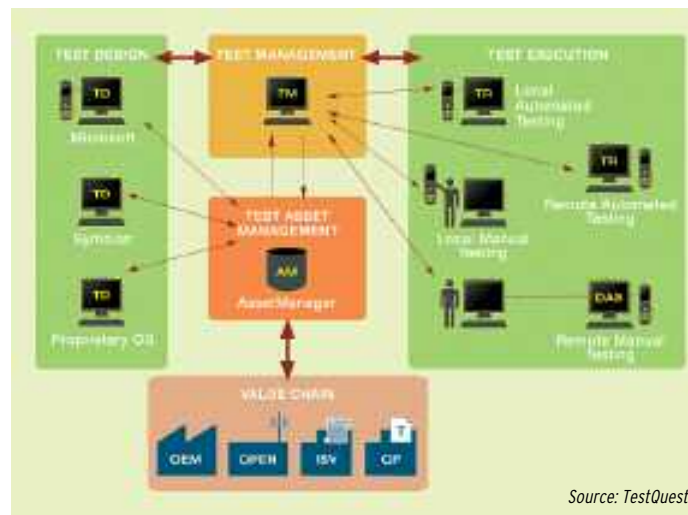 TEST DESIGN
TD
Microsoft
TD
Symbian
TD
Proprietary OS
TEST MANAGEMENT
TM
TEST ASSET
MANAGEMENT
AM
AssetManager
TEST EXECUTION
TR
Local
Automated
Testing
TR
Remote Automated
Testing
Local Manual
Testing
DAS
Remote Manual
Testing
VALUE CHAIN
OEM
OPEN
ISV
T
Source: TestQuest